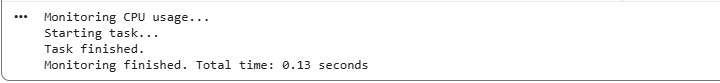 Monitoring CPU usage...
Starting task...
Task finished.
Monitoring finished. Total time: 0.13 seconds